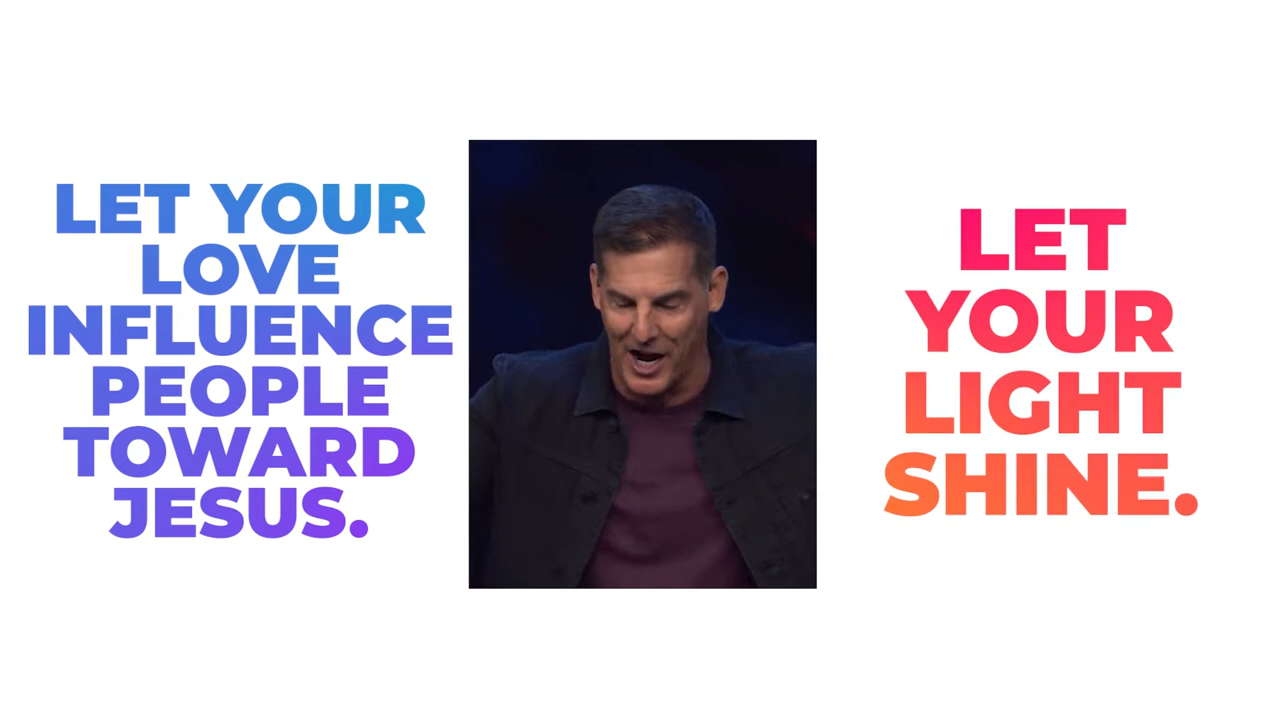 LET YOUR
LOVE
INFLUENCE
PEOPLE
TOWARD
JESUS.
LET
YOUR
LIGHT
SHINE.